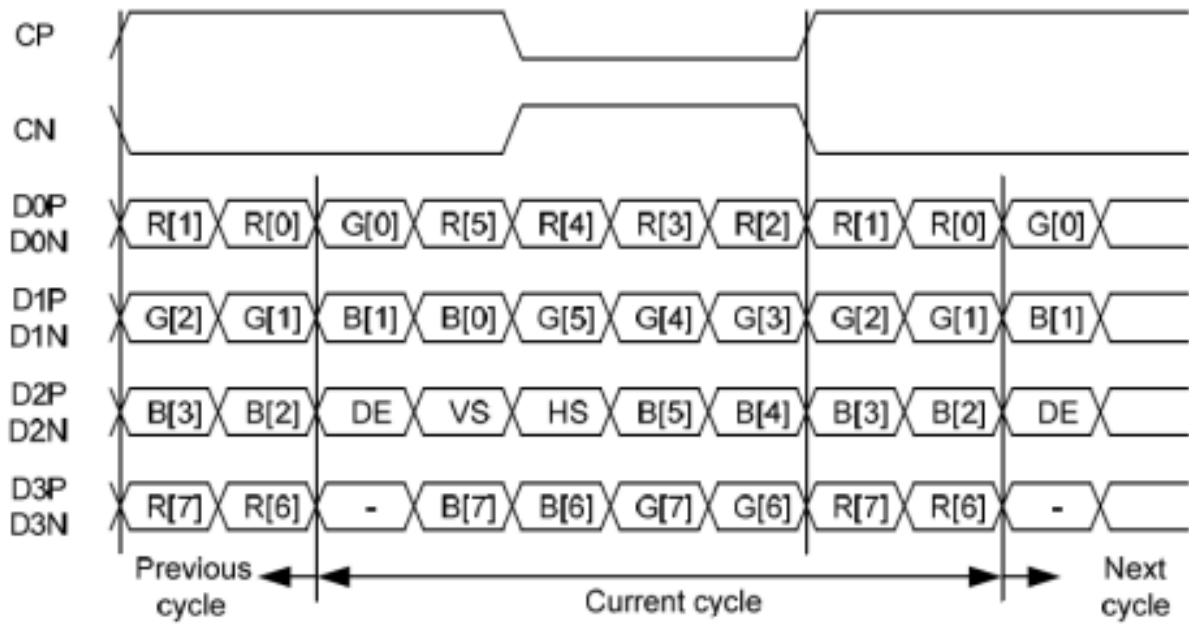 CP
CN
D0P
D0N
R[1] R[0] G[0] R[5] R[4] R[3] R[2] R[1] R[0] G[0]
D1P
D1N
G[2] G[1] B[1] B[0] G[5] G[4] G[3] G[2] G[1] B[1]
D2P
D2N
B[3] B[2] DE VS HS B[5] B[4] B[3] B[2] DE
D3P
D3N
R[7] R[6] - B[7] B[6] G[7] G[6] R[7] R[6] -
Previous
cycle
Current cycle
Next
cycle